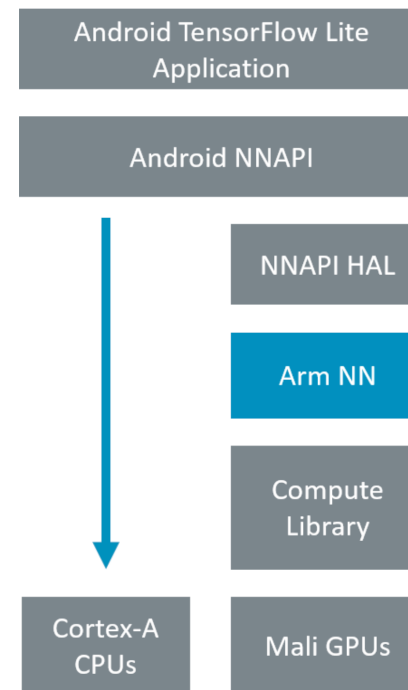 Android TensorFlow Lite
Application
Android NNAPI
NNAPI HAL
Arm NN
Compute
Library
Cortex-A
CPUs
Mali GPUs